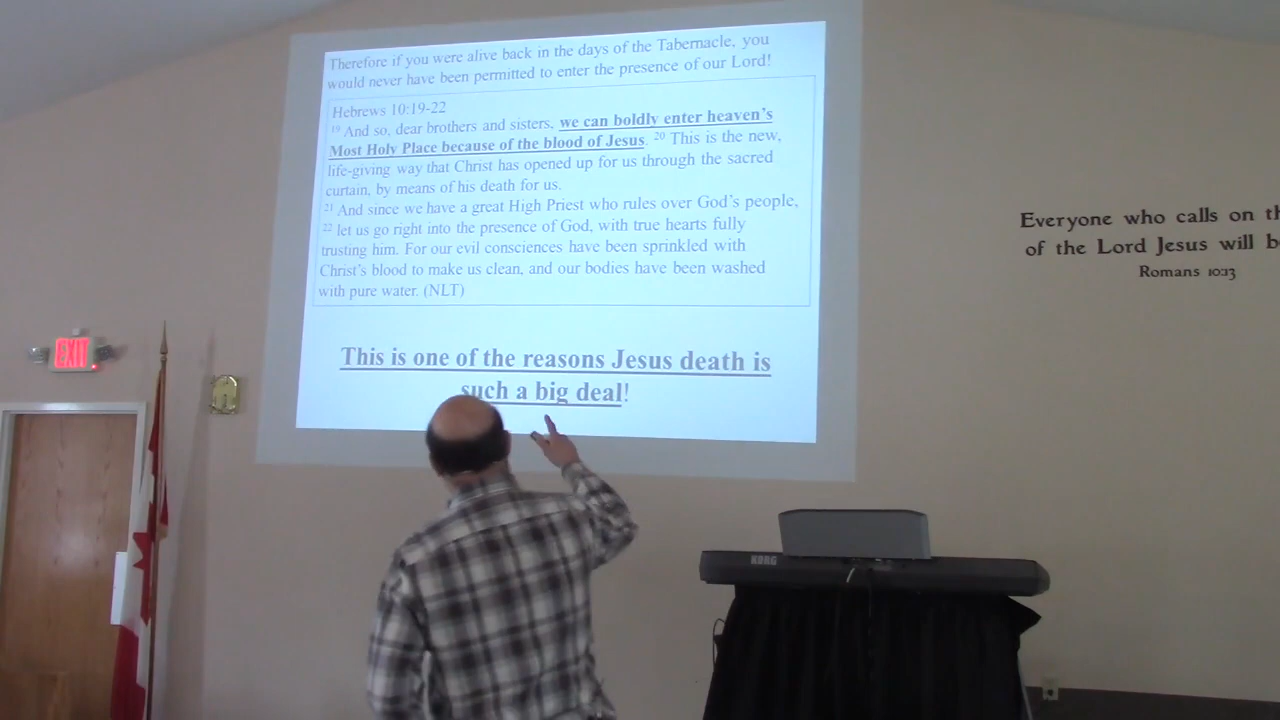 Therefore if you were alive back in the days of the Tabernacle, you
would never have been permitted to enter the presence of our Lord!
Hebrews 10:19-22
19 And so, dear brothers and sisters, we can boldly enter heaven's
Most Holy Place because of the blood of Jesus. 20 This is the new,
life-giving way that Christ has opened up for us through the sacred
curtain, by means of his death for us.
21 And since we have a great High Priest who rules over God's people,
22 let us go right into the presence of God, with true hearts fully
trusting him. For our evil consciences have been sprinkled with
Christ's blood to make us clean, and our bodies have been washed
with pure water. (NLT)
This is one of the reasons Jesus death is
such a big deal!
Everyone who calls on
of the Lord Jesus will
Romans 10:13
EXIT
KORG